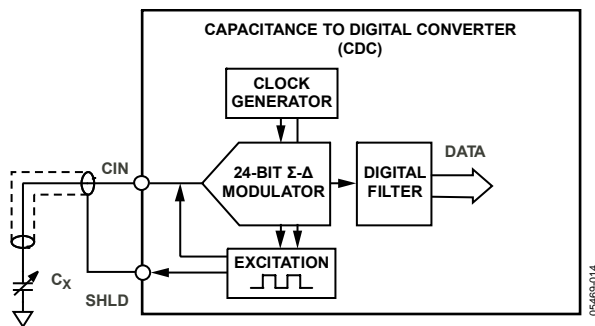 CAPACITANCE TO DIGITAL CONVERTER
(CDC)
CLOCK
GENERATOR
CIN
24-BIT Σ-Δ
MODULATOR
DIGITAL
FILTER
DATA
EXCITATION
CX
SHLD
05469-014